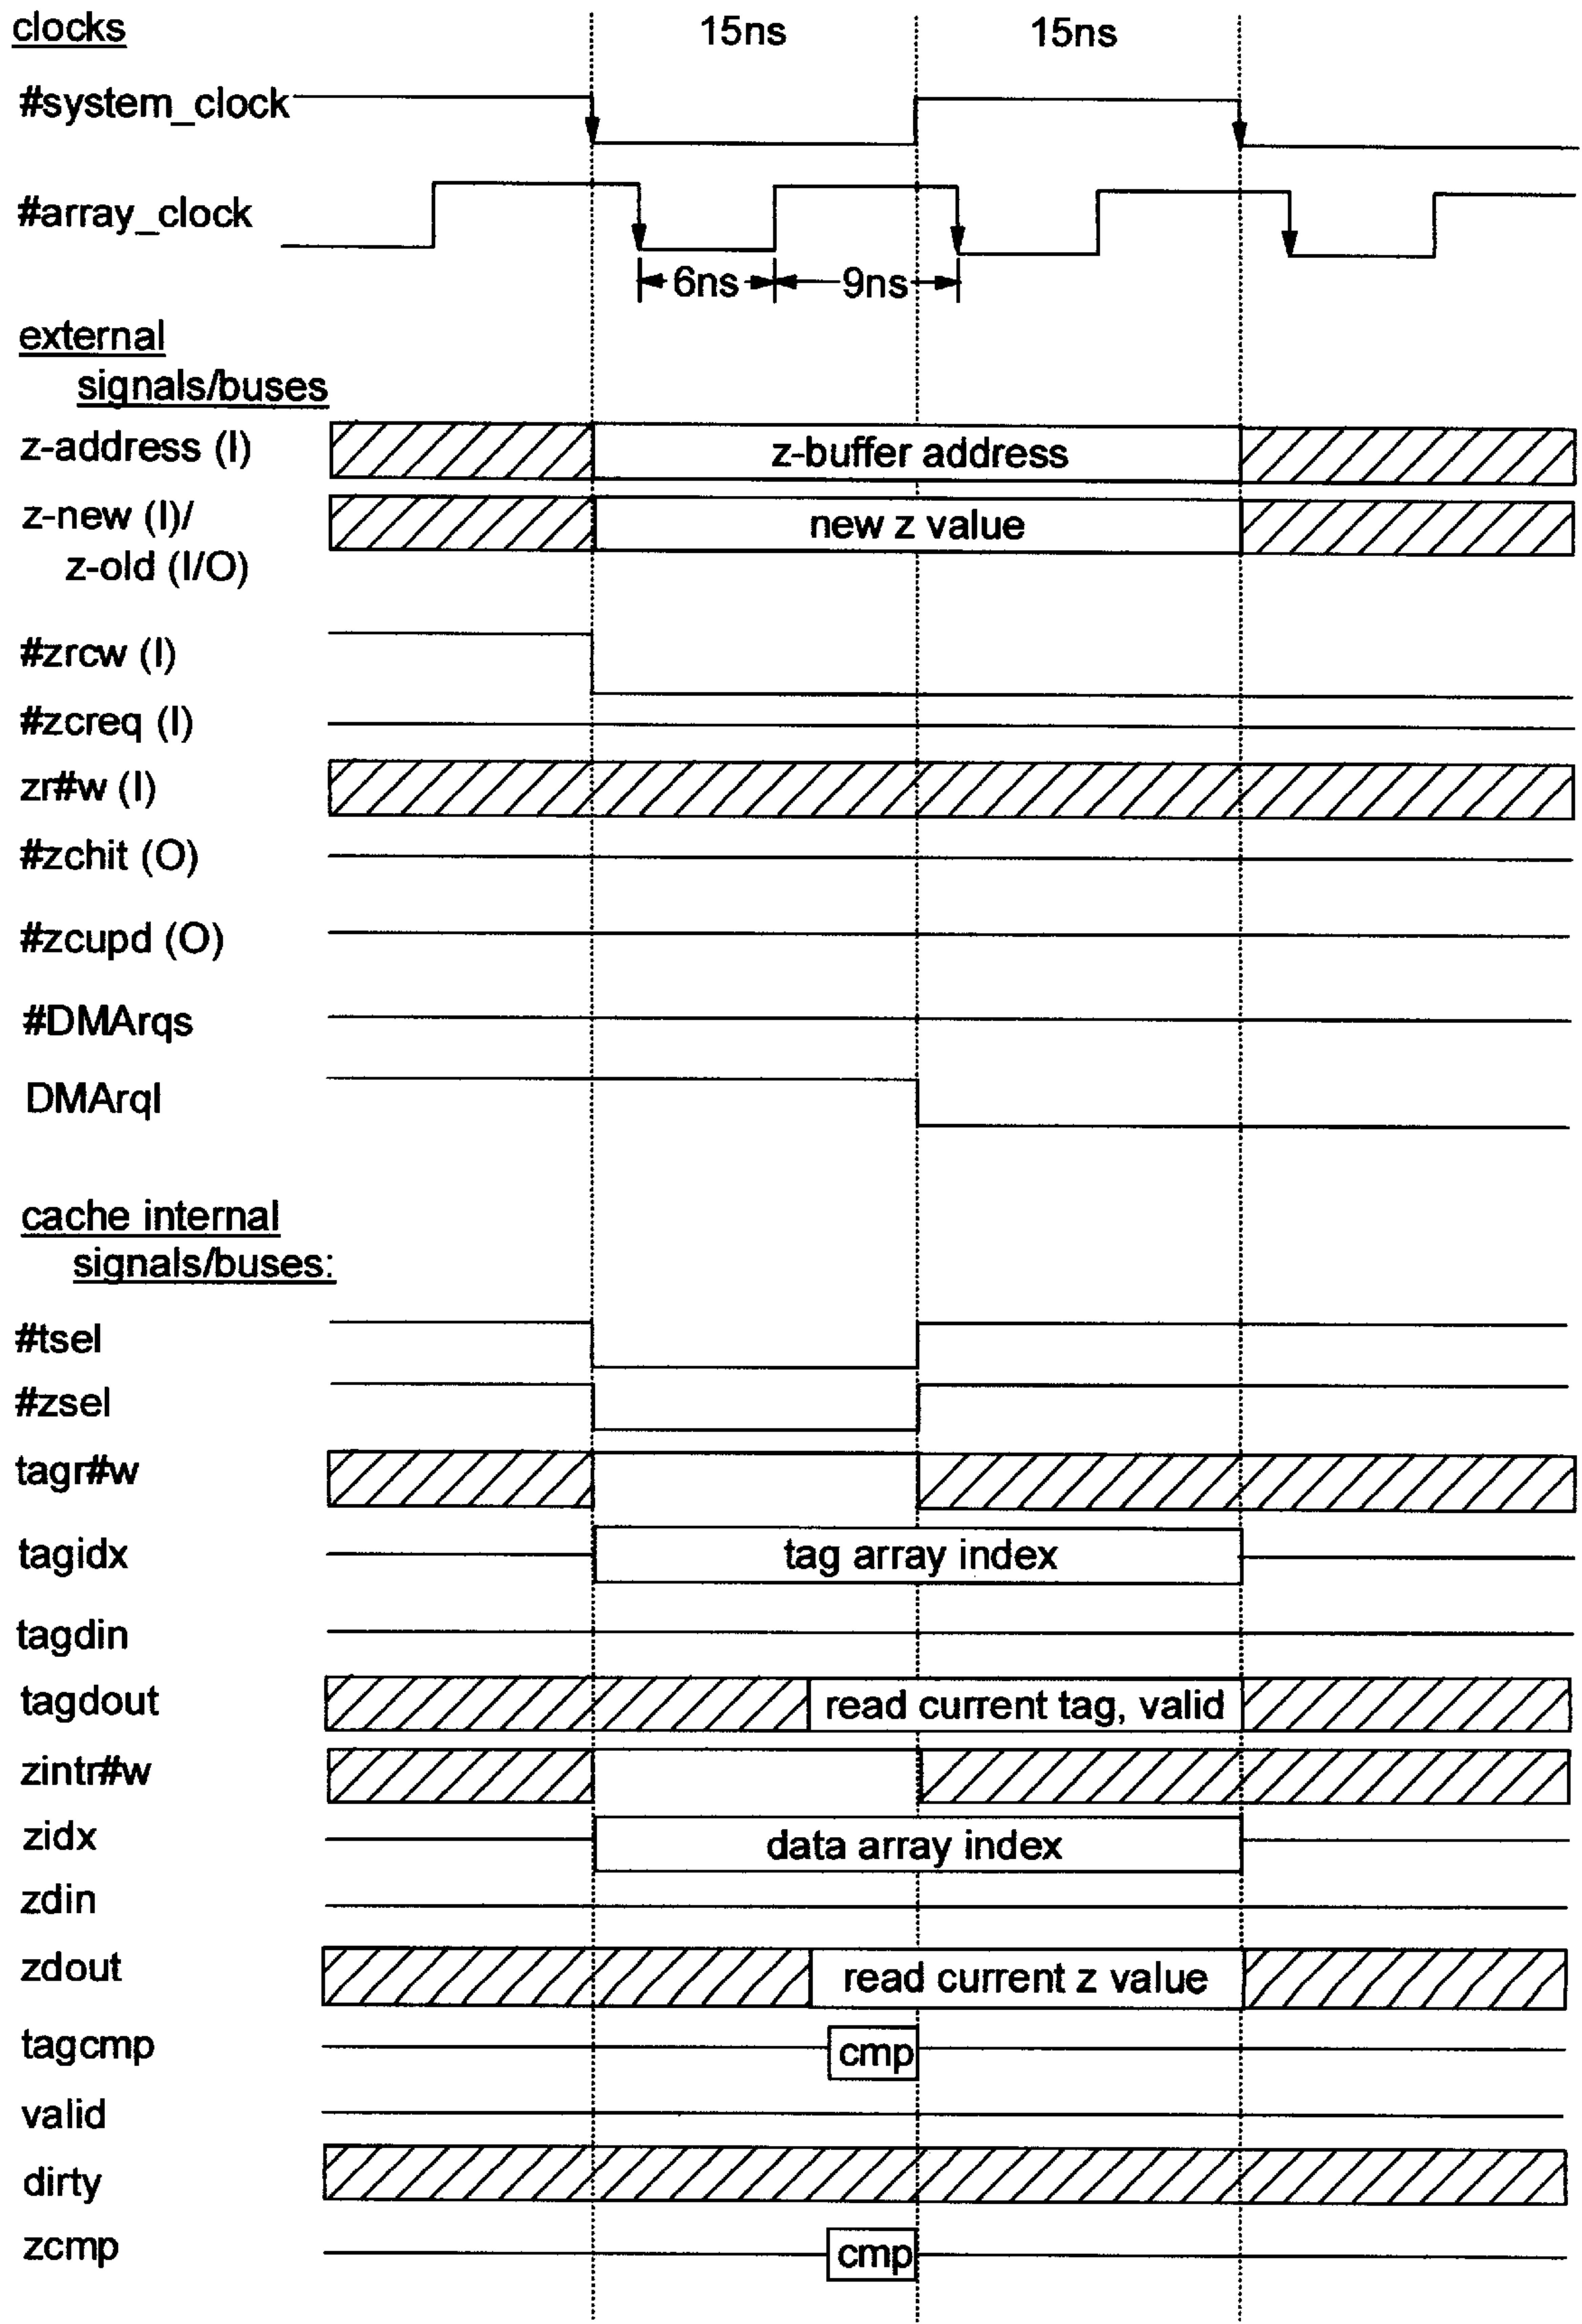 clocks
15ns 15ns
#system_clock
#array_clock
6ns 9ns
external
signals/buses
z-address (I) z-buffer address
z-new (I)/ new z value
z-old (I/O)
#zrcw (I)
#zcreq (I)
zr#w (I)
#zchit (O)
#zcupd (O)
#DMArqs
DMArql
cache internal
signals/buses:
#tsel
#zsel
tagr#w
tagidx tag array index
tagdin
tagdout read current tag, valid
zintr#w
zidx data array index
zdin
zdout read current z value
tagcmp cmp
valid
dirty
zcmp cmp